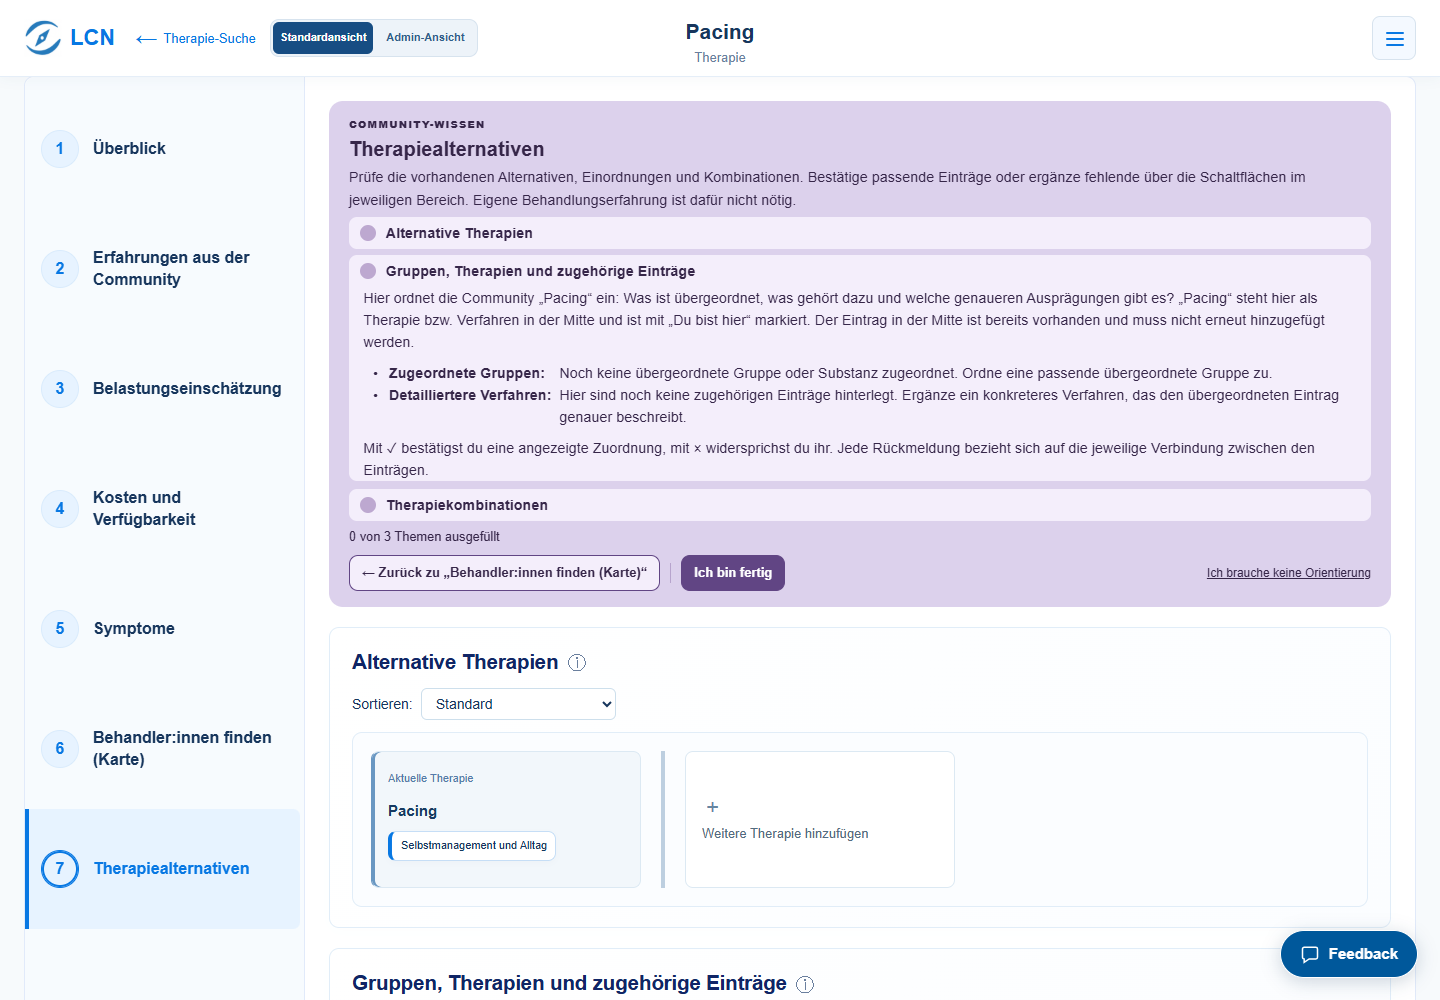 LCN
← Therapie-Suche
Standardansicht
Admin-Ansicht
Pacing
Therapie
1
Überblick
2
Erfahrungen aus der
Community
3
Belastungseinschätzung
4
Kosten und
Verfügbarkeit
5
Symptome
6
Behandler:innen finden
(Karte)
7
Therapiealternativen
COMMUNITY-WISSEN
Therapiealternativen
Prüfe die vorhandenen Alternativen, Einordnungen und Kombinationen. Bestätige passende Einträge oder ergänze fehlende über die Schaltflächen im
jeweiligen Bereich. Eigene Behandlungserfahrung ist dafür nicht nötig.
Alternative Therapien
Gruppen, Therapien und zugehörige Einträge
Hier ordnet die Community „Pacing“ ein: Was ist übergeordnet, was gehört dazu und welche genaueren Ausprägungen gibt es? „Pacing“ steht hier als
Therapie bzw. Verfahren in der Mitte und ist mit „Du bist hier“ markiert. Der Eintrag in der Mitte ist bereits vorhanden und muss nicht erneut hinzugefügt
werden.
• Zugeordnete Gruppen: Noch keine übergeordnete Gruppe oder Substanz zugeordnet. Ordne eine passende übergeordnete Gruppe zu.
• Detailliertere Verfahren: Hier sind noch keine zugehörigen Einträge hinterlegt. Ergänze ein konkreteres Verfahren, das den übergeordneten Eintrag
genauer beschreibt.
Mit ✓ bestätigst du eine angezeigte Zuordnung, mit × widersprichst du ihr. Jede Rückmeldung bezieht sich auf die jeweilige Verbindung zwischen den
Einträgen.
Therapiekombinationen
0 von 3 Themen ausgefüllt
← Zurück zu „Behandler:innen finden (Karte)“
Ich bin fertig
Ich brauche keine Orientierung
Alternative Therapien ⓘ
Sortieren: Standard
Aktuelle Therapie
Pacing
Selbstmanagement und Alltag
+
Weitere Therapie hinzufügen
Gruppen, Therapien und zugehörige Einträge ⓘ
Feedback